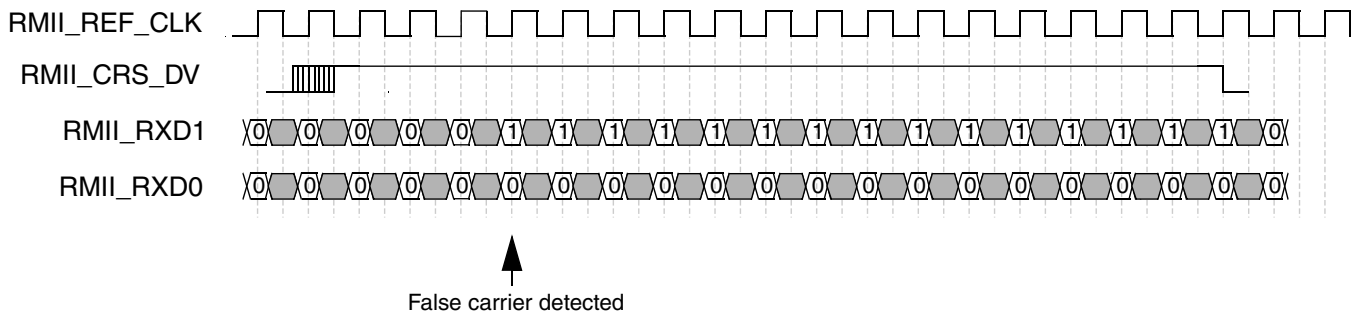 RMII_REF_CLK
RMII_CRS_DV
RMII_RXD1 0 0 0 0 0 1 1 1 1 1 1 1 1 1 1 1 1 1 1 1 0
RMII_RXD0 0 0 0 0 0 0 0 0 0 0 0 0 0 0 0 0 0 0 0 0 0
False carrier detected